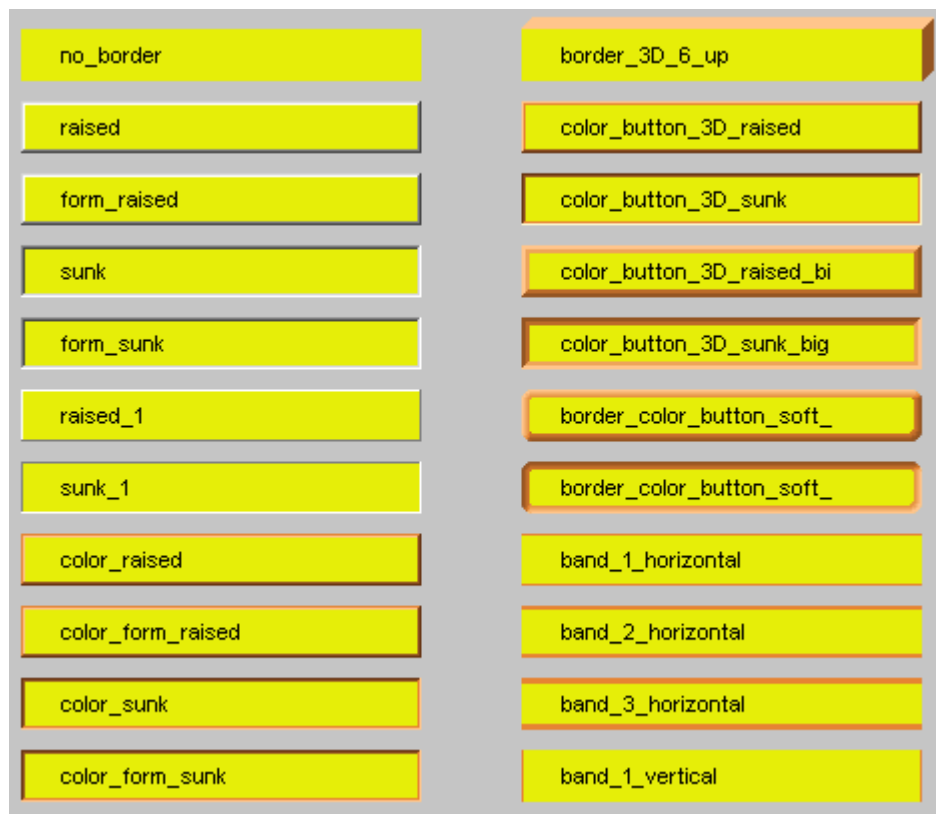 no_border
raised
form_raised
sunk
form_sunk
raised_1
sunk_1
color_raised
color_form_raised
color_sunk
color_form_sunk
border_3D_6_up
color_button_3D_raised
color_button_3D_sunk
color_button_3D_raised_bi
color_button_3D_sunk_big
border_color_button_soft_
border_color_button_soft_
band_1_horizontal
band_2_horizontal
band_3_horizontal
band_1_vertical